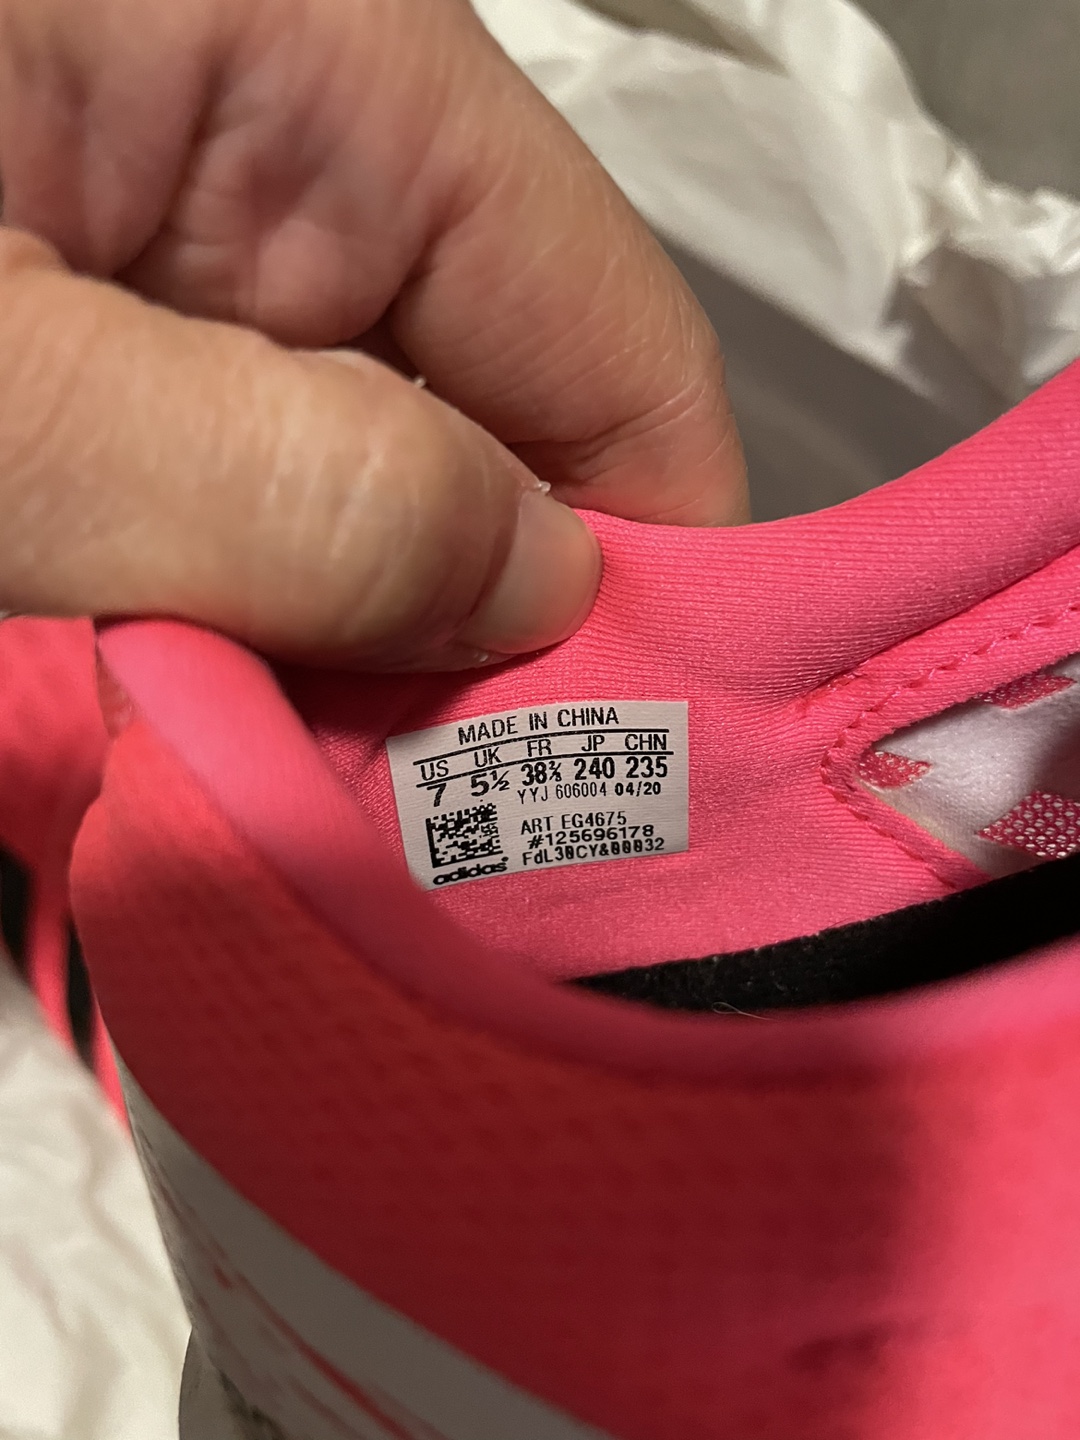 MADE IN CHINA
US UK FR JP CHN
7 5½ 38⅔ 240 235
YYJ 606004 04/20
ART EG4675
#125696178
FdL30CY&00032
adidas